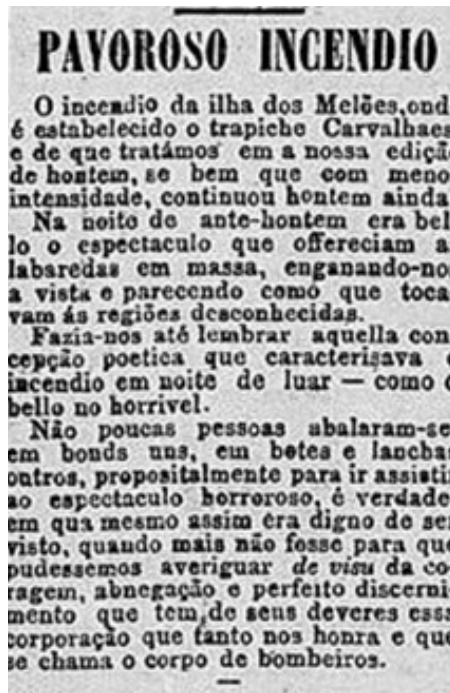 PAVOROSO INCENDIO
O incendio da ilha dos Melões, ond
é estabelecido o trapiche Carvalhaes
e de que tratámos em a nossa ediçã
de hontem, se bem que com meno
intensidade, continuou hontem ainda
Na noite de ante-hontem era bel
lo o espectaculo que offereciam a
labaredas em massa, enganando-no
a vista e parecendo como que toca
vam ás regiões desconhecidas.
Fazia-nos até lembrar aquella con
cepção poetica que caracterisava o
incendio em noite de luar — como o
bello no horrivel.
Não poucas pessoas abalaram-se,
em bonds uns, em botes e lanchas
outros, propositalmente para ir assistir
ao espectaculo horroroso, é verdade,
em qua mesmo assim era digno de ser
visto, quando mais não fosse para que
pudessemos averiguar de visu da co-
ragem, abnegação e perfeito discerni-
mento que tem, de seus deveres essa
corporação que tanto nos honra e que
se chama o corpo de bombeiros.